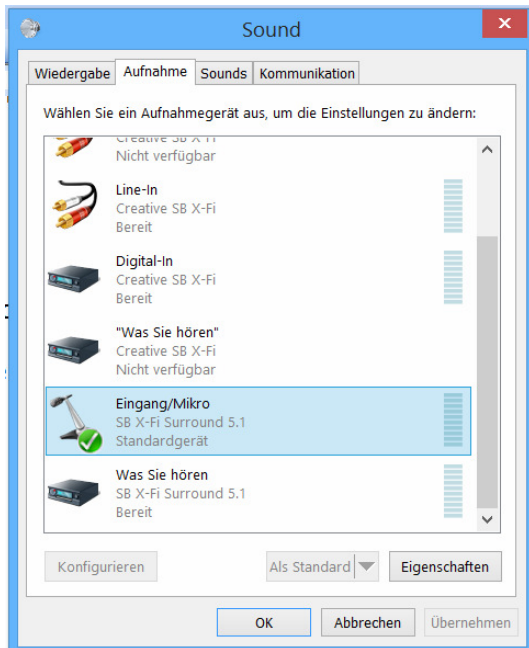 Sound
Wiedergabe Aufnahme Sounds Kommunikation
Wählen Sie ein Aufnahmegerät aus, um die Einstellungen zu ändern:
Creative SB X-Fi
Nicht verfügbar
Line-In
Creative SB X-Fi
Bereit
Digital-In
Creative SB X-Fi
Bereit
"Was Sie hören"
Creative SB X-Fi
Nicht verfügbar
Eingang/Mikro
SB X-Fi Surround 5.1
Standardgerät
Was Sie hören
SB X-Fi Surround 5.1
Bereit
Konfigurieren Als Standard Eigenschaften
OK Abbrechen Übernehmen